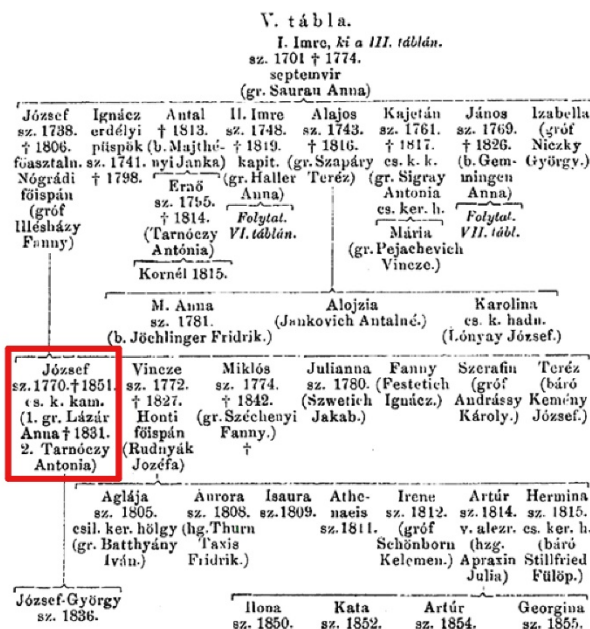 V. tábla.
I. Imre, ki a III. táblán.
sz. 1701 † 1774.
septemvir
(gr. Saurau Anna)
József
sz. 1738.
† 1806.
főasztaln.
Nógrádi
főispán
(gróf
Illésházy
Fanny)
Ignácz
erdélyi
püspök
sz. 1741.
† 1798.
Antal
† 1813.
(b. Majthé-
nyi Janka)
Ernő
sz. 1795.
† 1814.
(Tarnóczy
Antónia)
Kornél 1815.
II. Imre
sz. 1748.
† 1819.
kapit.
(gr. Haller
Anna)
Folytat.
VI. táblán.
Alajos
sz. 1743.
† 1816.
(gr. Szapáry
Teréz)
Kajetán
sz. 1761.
† 1817.
cs. k. k.
(gr. Sigray
Antonia
cs. ker. h.
Mária
(gr. Pejachevich
Vincze.)
János
sz. 1769.
† 1826.
(b. Gem-
mingen
Anna)
Folytat.
VII. tábl.
Izabella
(gróf
Niczky
György.)
M. Anna
sz. 1781.
(b. Jöchlinger Fridrik.)
Alojzia
(Jankovich Antalné.)
Karolina
cs. k. hadn.
(Lónyay József.)
József
sz. 1770. † 1851.
cs. k. kam.
(1. gr. Lázár
Anna † 1831.
2. Tarnóczy
Antonia)
Vincze
sz. 1772.
† 1827.
Honti
főispán
(Rudnyák
Jozéfa)
Miklós
sz. 1774.
† 1842.
(gr. Széchenyi
Fanny.)
†
Julianna
sz. 1780.
(Szwetich
Jakab.)
Fanny
(Festetich
Ignácz.)
Szerafin
(gróf
Andrássy
Károly.)
Teréz
(báró
Kemény
József.)
Aglája
sz. 1805.
csil. ker. hölgy
(gr. Batthyány
Iván.)
Aurora
sz. 1808.
(hg. Thurn
Taxis
Fridrik.)
Isaura
sz. 1809.
Athe-
naeis
sz. 1811.
Irene
sz. 1812.
(gróf
Schönborn
Kelemen.)
Artúr
sz. 1814.
v. alezr.
(hzg.
Apraxin
Julia)
Hermina
sz. 1815.
cs. ker. h.
(báró
Stillfried
Fülöp.)
József-György
sz. 1836.
Ilona
sz. 1850.
Kata
sz. 1852.
Artúr
sz. 1854.
Georgina
sz. 1855.